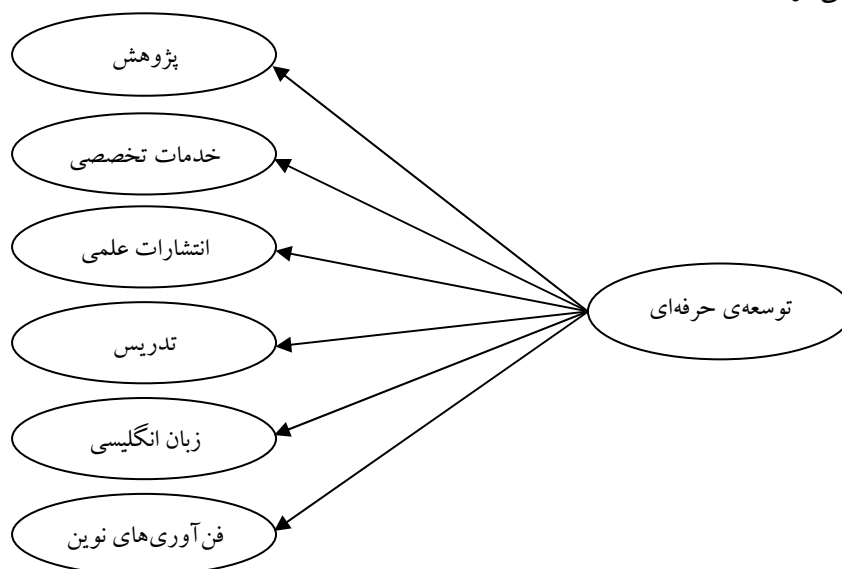 پژوهش
خدمات تخصصی
انتشارات علمی
توسعه‌ی حرفه‌ای
تدریس
زبان انگلیسی
فن‌آوری‌های نوین